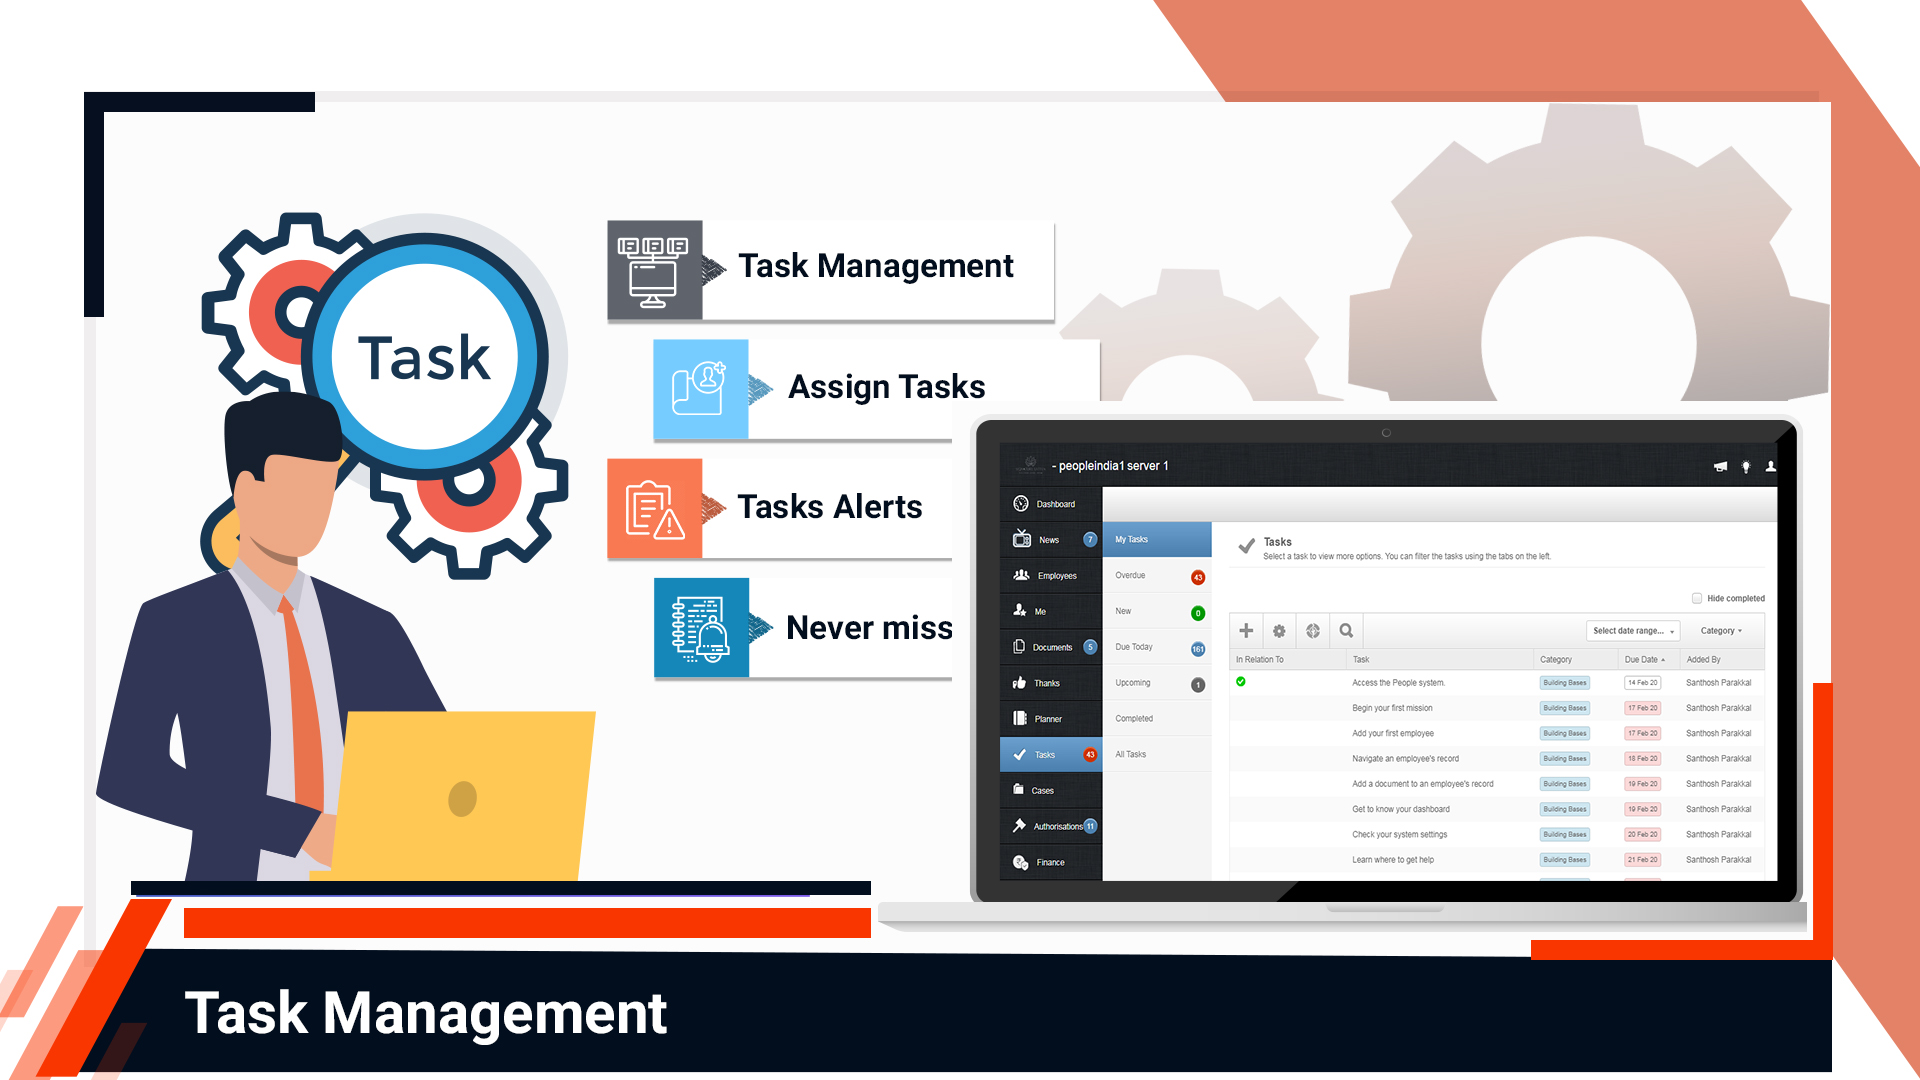 Task
Task Management
Assign Tasks
Tasks Alerts
Never miss
- peopleindia1 server 1
Dashboard
News 7
Employees
Me
Documents 5
Thanks
Planner
Tasks 43
Cases
Authorisations 11
Finance
My Tasks
Overdue 43
New 0
Due Today 161
Upcoming 1
Completed
All Tasks
Tasks
Select a task to view more options. You can filter the tasks using the tabs on the left.
Hide completed
Select date range... Category
In Relation To Task Category Due Date Added By
Access the People system. Building Bases 14 Feb 20 Santhosh Parakkal
Begin your first mission Building Bases 17 Feb 20 Santhosh Parakkal
Add your first employee Building Bases 17 Feb 20 Santhosh Parakkal
Navigate an employee's record Building Bases 18 Feb 20 Santhosh Parakkal
Add a document to an employee's record Building Bases 19 Feb 20 Santhosh Parakkal
Get to know your dashboard Building Bases 19 Feb 20 Santhosh Parakkal
Check your system settings Building Bases 20 Feb 20 Santhosh Parakkal
Learn where to get help Building Bases 21 Feb 20 Santhosh Parakkal
Task Management